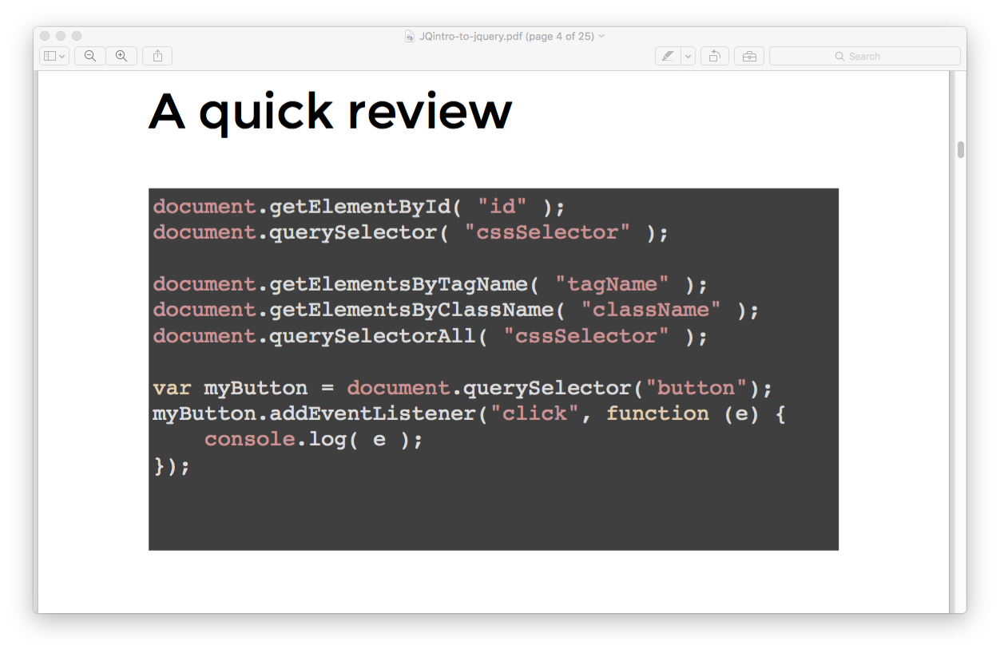 JQintro-to-jquery.pdf (page 4 of 25)
Search
A quick review
document.getElementById( "id" );
document.querySelector( "cssSelector" );
document.getElementsByTagName( "tagName" );
document.getElementsByClassName( "className" );
document.querySelectorAll( "cssSelector" );
var myButton = document.querySelector("button");
myButton.addEventListener("click", function (e) {
    console.log( e );
});